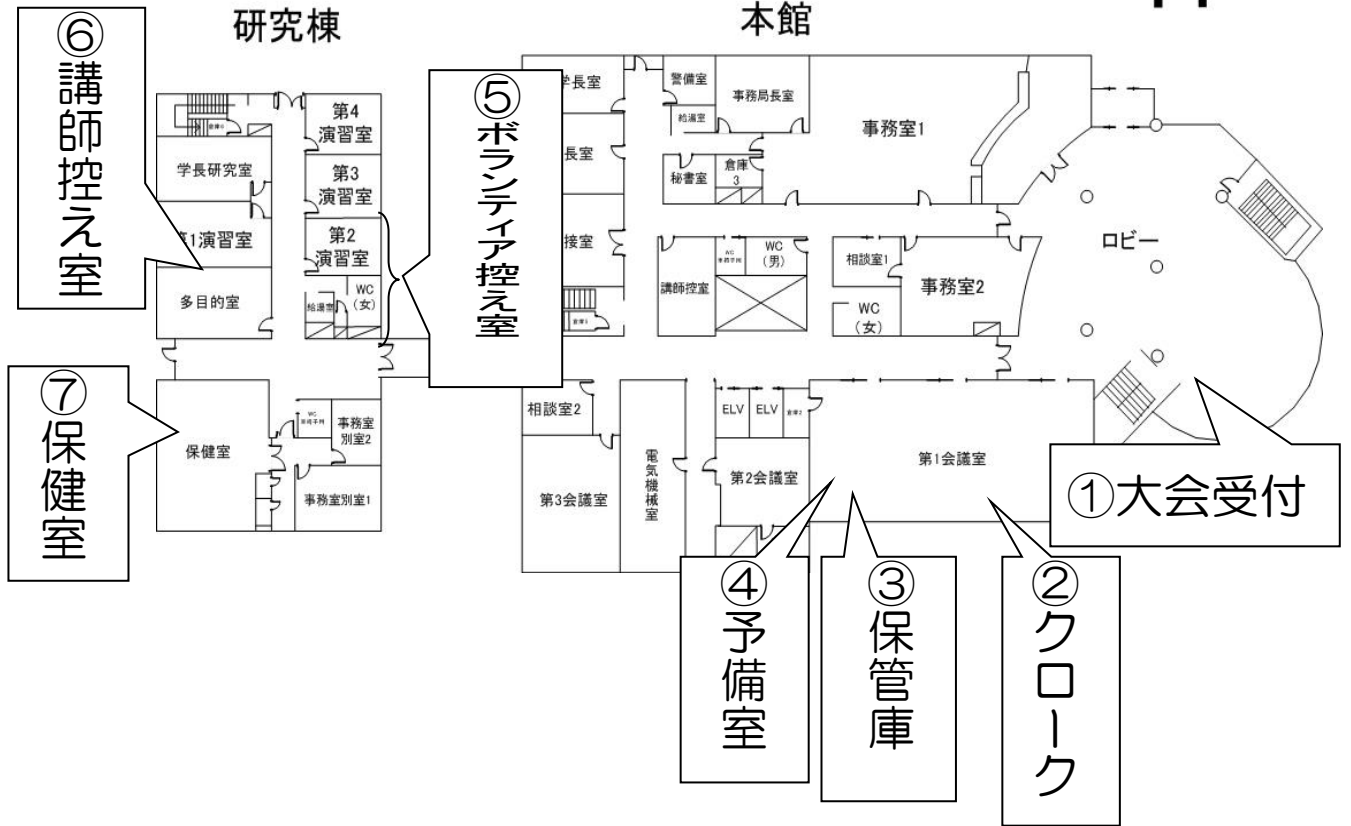 研究棟
本館
⑥講師控え室
⑤ボランティア控え室
⑦保健室
①大会受付
②クローク
③保管庫
④予備室
第4
演習室
学長研究室
第3
演習室
第1演習室
第2
演習室
多目的室
給湯室
WC
(女)
保健室
事務室
別室2
事務室別室1
学長室
警備室
事務局長室
給湯室
事務室1
長室
秘書室
倉庫
3
接室
講師控室
WC
(男)
相談室1
事務室2
WC
(女)
ロビー
相談室2
ELV
ELV
倉庫2
第3会議室
電気機械室
第2会議室
第1会議室